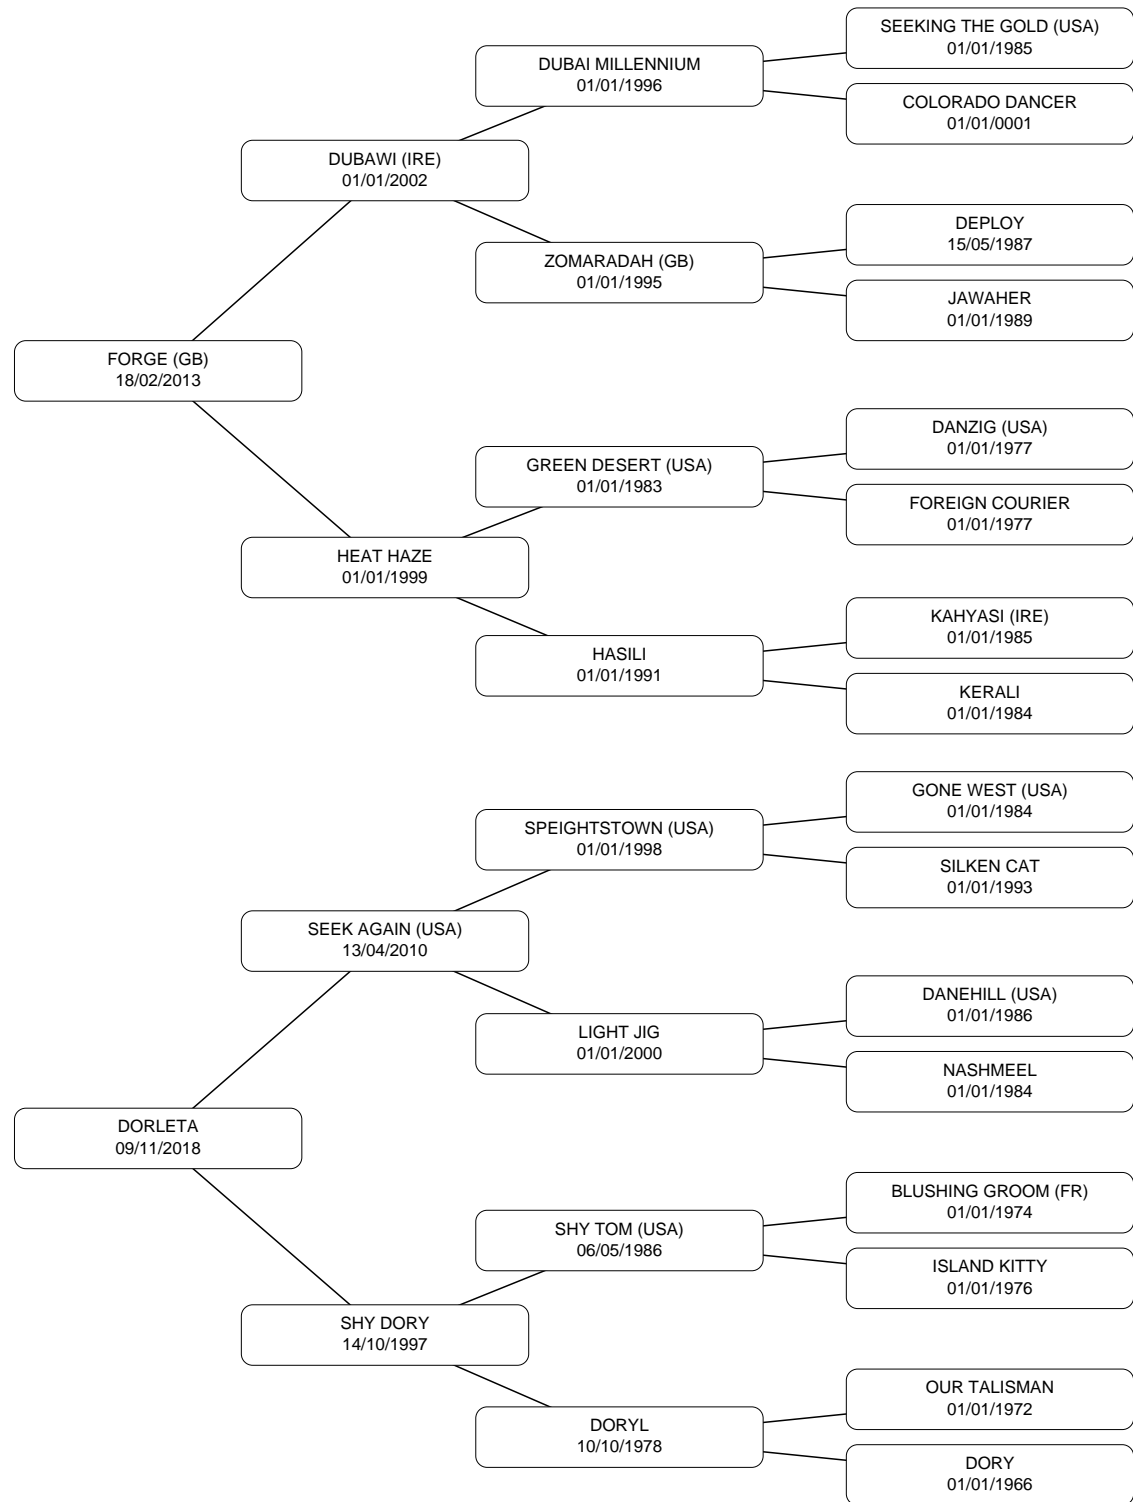 SEEKING THE GOLD (USA)
01/01/1985
DUBAI MILLENNIUM
01/01/1996
COLORADO DANCER
01/01/0001
DUBAWI (IRE)
01/01/2002
DEPLOY
15/05/1987
ZOMARADAH (GB)
01/01/1995
JAWAHER
01/01/1989
FORGE (GB)
18/02/2013
DANZIG (USA)
01/01/1977
GREEN DESERT (USA)
01/01/1983
FOREIGN COURIER
01/01/1977
HEAT HAZE
01/01/1999
KAHYASI (IRE)
01/01/1985
HASILI
01/01/1991
KERALI
01/01/1984
GONE WEST (USA)
01/01/1984
SPEIGHTSTOWN (USA)
01/01/1998
SILKEN CAT
01/01/1993
SEEK AGAIN (USA)
13/04/2010
DANEHILL (USA)
01/01/1986
LIGHT JIG
01/01/2000
NASHMEEL
01/01/1984
DORLETA
09/11/2018
BLUSHING GROOM (FR)
01/01/1974
SHY TOM (USA)
06/05/1986
ISLAND KITTY
01/01/1976
SHY DORY
14/10/1997
OUR TALISMAN
01/01/1972
DORYL
10/10/1978
DORY
01/01/1966